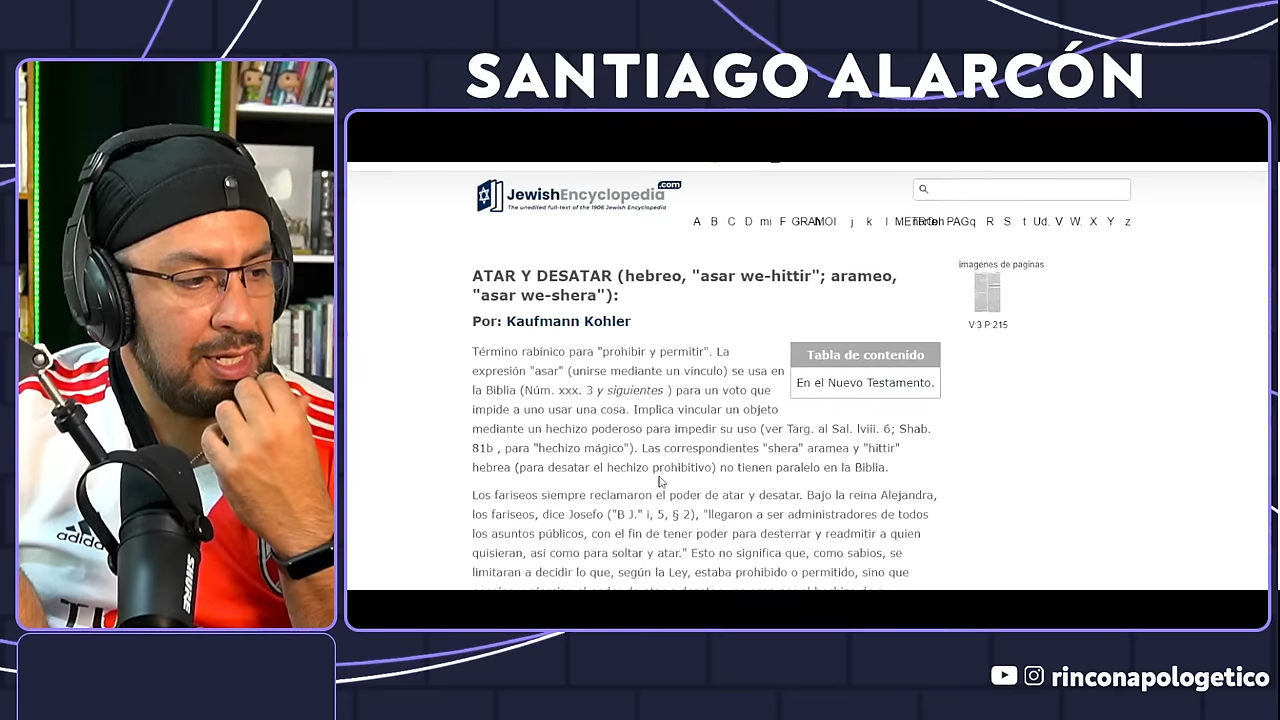 SANTIAGO ALARCÓN
JewishEncyclopedia.com
The unedited full-text of the 1906 Jewish Encyclopedia
A B C D mi F j k l q R S t Ud. V W. X Y z
imagenes de paginas
V:3 P:215
ATAR Y DESATAR (hebreo, "asar we-hittir"; arameo,
"asar we-shera"):
Por: Kaufmann Kohler
Tabla de contenido
En el Nuevo Testamento.
Término rabínico para "prohibir y permitir". La
expresión "asar" (unirse mediante un vínculo) se usa en
la Biblia (Núm. xxx. 3 y siguientes ) para un voto que
impide a uno usar una cosa. Implica vincular un objeto
mediante un hechizo poderoso para impedir su uso (ver Targ. al Sal. lviii. 6; Shab.
81b , para "hechizo mágico"). Las correspondientes "shera" aramea y "hittir"
hebrea (para desatar el hechizo prohibitivo) no tienen paralelo en la Biblia.
Los fariseos siempre reclamaron el poder de atar y desatar. Bajo la reina Alejandra,
los fariseos, dice Josefo ("B J." i, 5, § 2), "llegaron a ser administradores de todos
los asuntos públicos, con el fin de tener poder para desterrar y readmitir a quien
quisieran, así como para soltar y atar." Esto no significa que, como sabios, se
limitaran a decidir lo que, según la Ley, estaba prohibido o permitido, sino que
adidas
SHURE
rinconapologetico